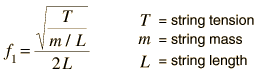 f₁ = √(T / (m / L)) / 2L
T = string tension
m = string mass
L = string length